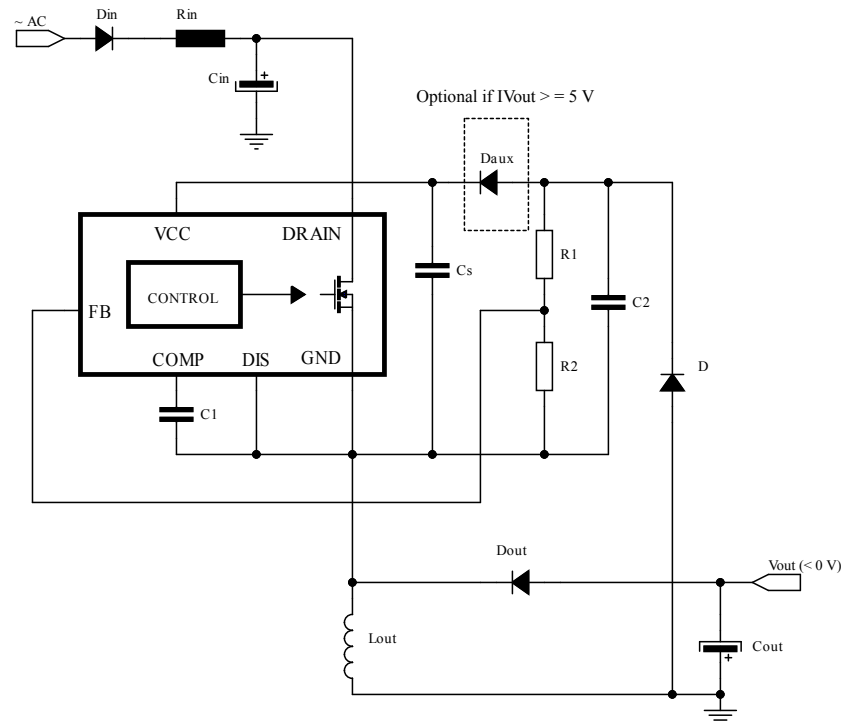 ~ AC
Din
Rin
Cin
+
Optional if IVout > = 5 V
Daux
VCC
DRAIN
R1
Cs
C2
CONTROL
FB
COMP
DIS
GND
R2
D
C1
Dout
Vout (< 0 V)
Lout
Cout
+